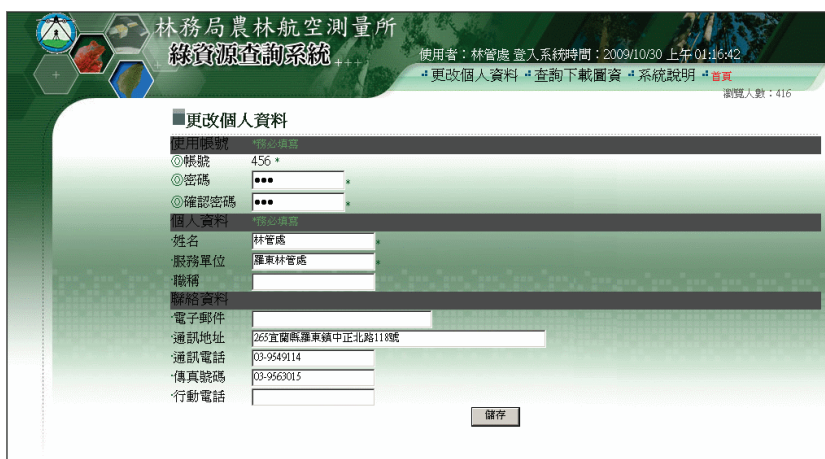 林務局農林航空測量所
綠資源查詢系統
使用者：林管處 登入系統時間：2009/10/30 上午 01:16:42
更改個人資料 查詢下載圖資 系統說明 首頁
瀏覽人數：416
更改個人資料
使用帳號 *務必填寫
◎帳號 456 *
◎密碼 ●●● *
◎確認密碼 ●●● *
個人資料 *務必填寫
·姓名 林管處 *
·服務單位 羅東林管處 *
·職稱
聯絡資料
·電子郵件
·通訊地址 265宜蘭縣羅東鎮中正北路118號
·通訊電話 03-9549114
·傳真號碼 03-9563015
·行動電話
儲存